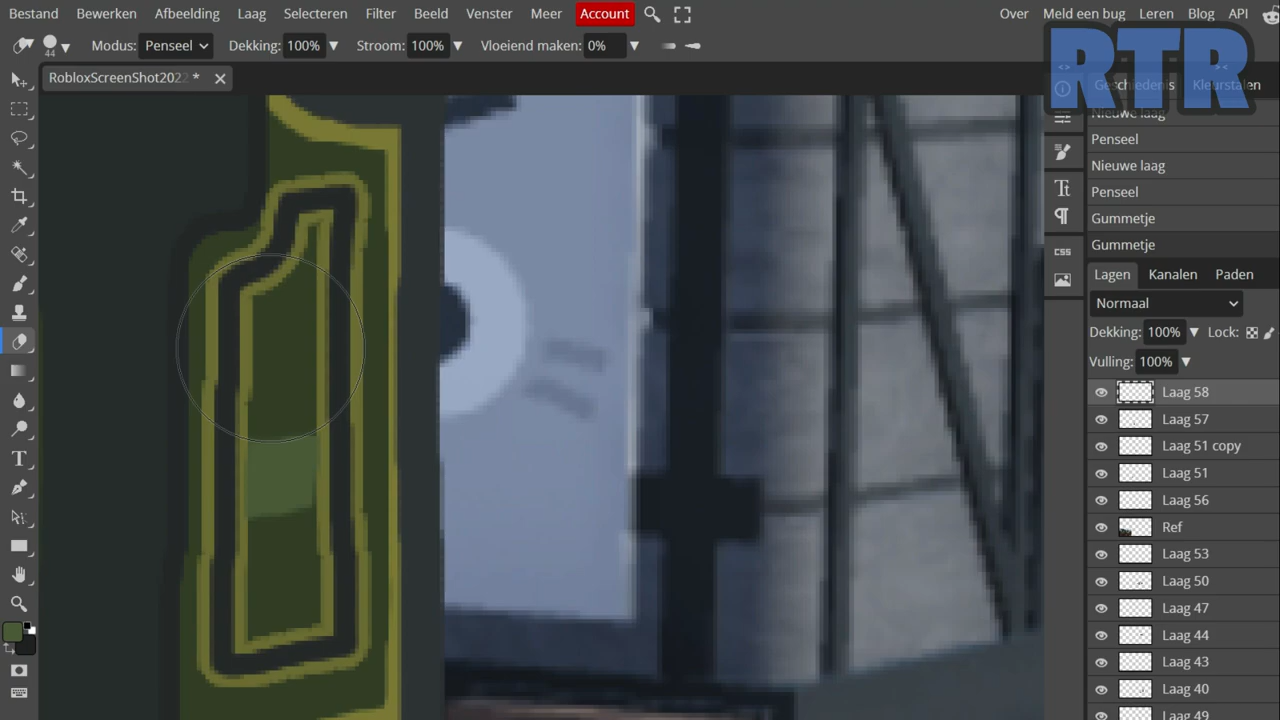 Bestand Bewerken Afbeelding Laag Selecteren Filter Beeld Venster Meer Account Over Meld een bug Leren Blog API
44 Modus: Penseel Dekking: 100% Stroom: 100% Vloeiend maken: 0%
RTR
RobloxScreenShot202 *
Geschiedenis Kleurstalen
Nieuwe laag
Penseel
Nieuwe laag
Penseel
Gummetje
Gummetje
CSS
Lagen Kanalen Paden
Normaal
Dekking: 100% Lock:
Vulling: 100%
Laag 58
Laag 57
Laag 51 copy
Laag 51
Laag 56
Ref
Laag 53
Laag 50
Laag 47
Laag 44
Laag 43
Laag 40
Laag 49